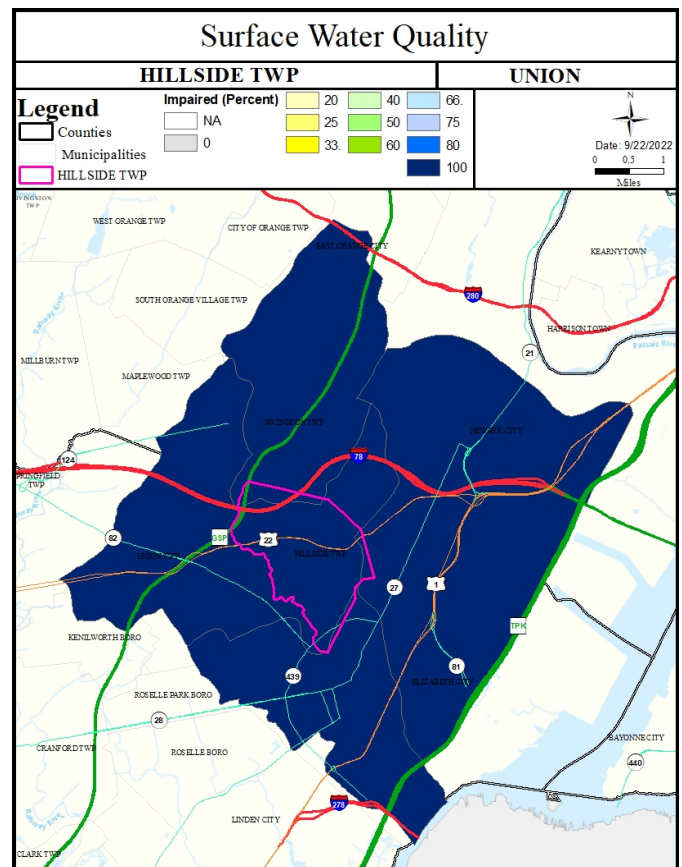 Surface Water Quality
HILLSIDE TWP
UNION
Legend
Counties
Municipalities
HILLSIDE TWP
Impaired (Percent)
NA
0
20
25
33.
40
50
60
66.
75
80
100
N
Date: 9/22/2022
0 0.5 1
Miles
TWP
WEST ORANGE TWP
CITY OF ORANGE TWP
EAST ORANGE CITY
KEARNY TOWN
280
SOUTH ORANGE VILLAGE TWP
HARRISON TOWN
21
Rahway River
MILLBURN TWP
MAPLEWOOD TWP
IRVINGTON TWP
NEWARK CITY
124
78
TWP
82
GSP
22
HILLSIDE TWP
27
1
TPK
KENILWORTH BORO
81
439
ELIZABETH CITY
ROSELLE PARK BORO
28
CRANFORD TWP
ROSELLE BORO
BAYONNE CITY
440
278
LINDEN CITY
CLARK TWP